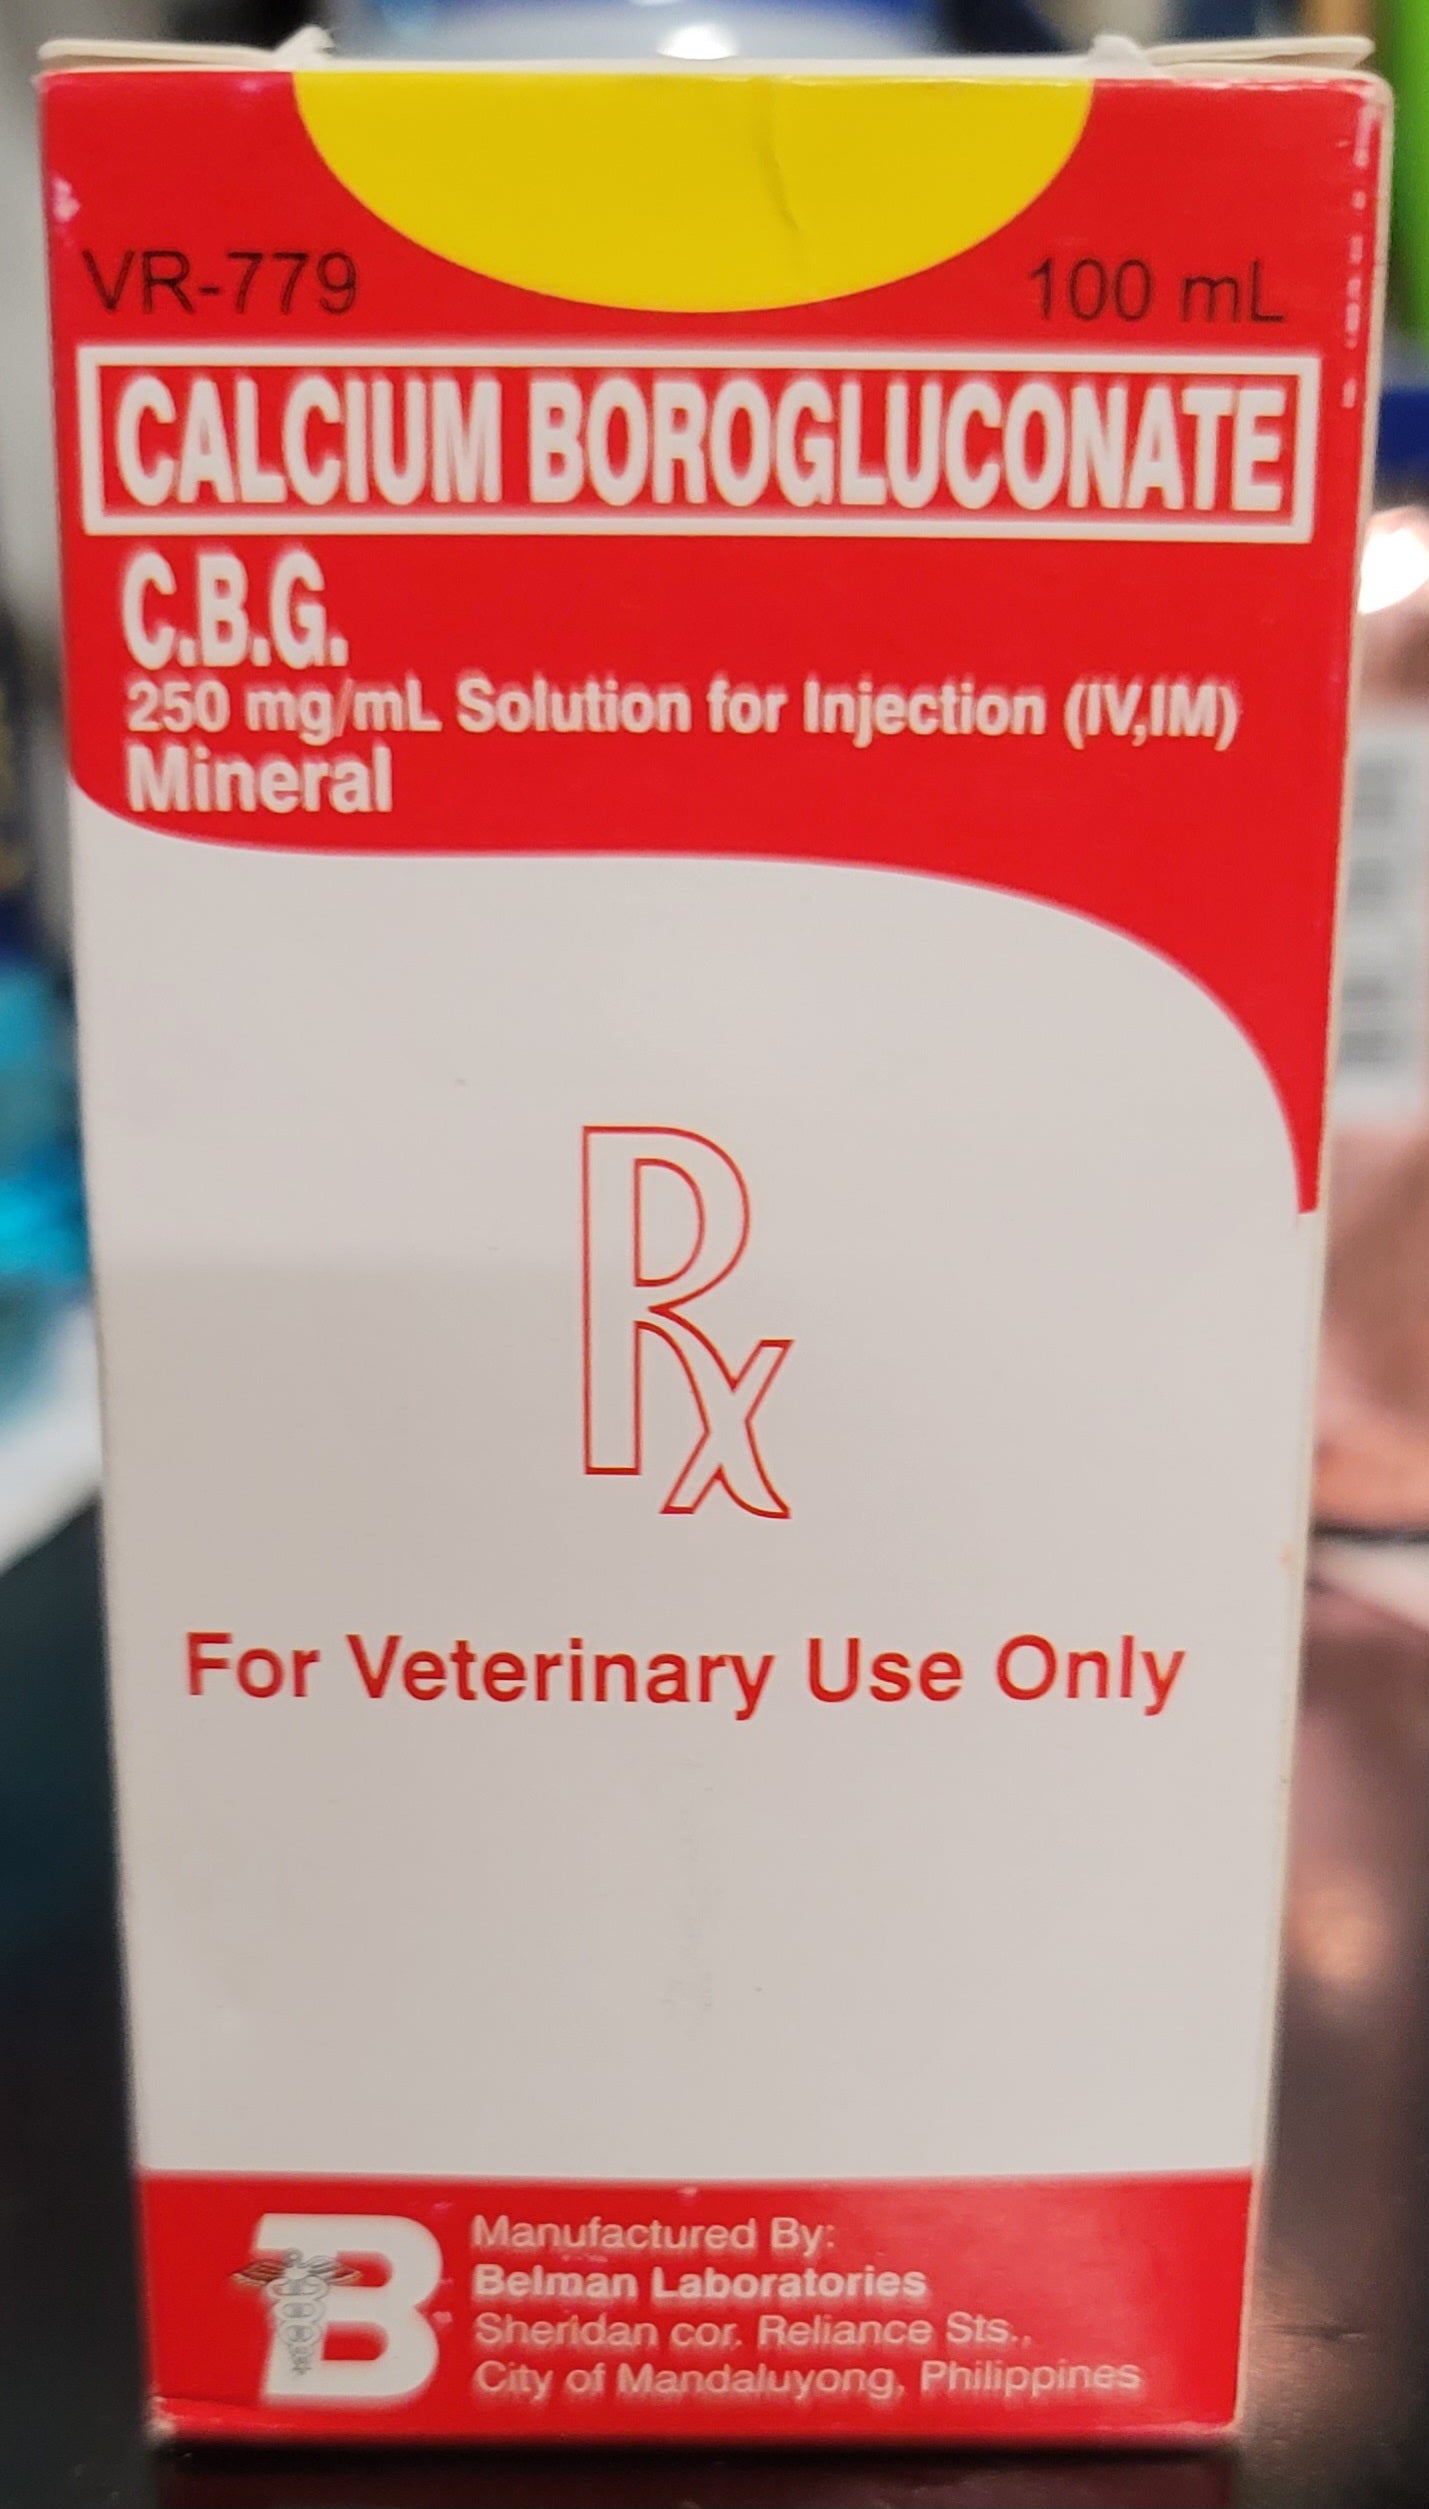 VR-779
100 mL
CALCIUM BOROGLUCONATE
C.B.G.
250 mg/mL Solution for Injection (IV,IM)
Mineral
Rx
For Veterinary Use Only
B
Manufactured By:
Belman Laboratories
Sheridan cor. Reliance Sts.,
City of Mandaluyong, Philippines